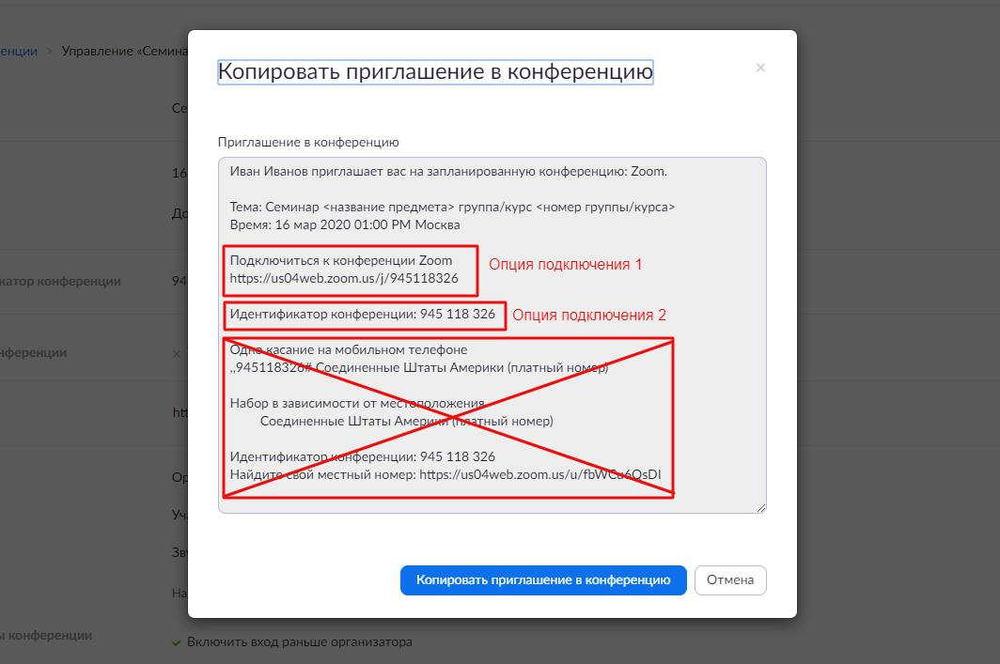 енции > Управление «Семина
Копировать приглашение в конференцию
×
Се
Приглашение в конференцию
Иван Иванов приглашает вас на запланированную конференцию: Zoom.
16
Тема: Семинар <название предмета> группа/курс <номер группы/курса>
До
Время: 16 мар 2020 01:00 PM Москва
Подключиться к конференции Zoom
Опция подключения 1
https://us04web.zoom.us/j/945118326
катор конференции
94
Идентификатор конференции: 945 118 326
Опция подключения 2
нференции
×
Одно касание на мобильном телефоне
,,945118326# Соединенные Штаты Америки (платный номер)
Набор в зависимости от местоположения
htt
Соединенные Штаты Америки (платный номер)
Идентификатор конференции: 945 118 326
Ор
Найдите свой местный номер: https://us04web.zoom.us/u/fbWCu6OsDI
Уча
Зв
Копировать приглашение в конференцию
Отмена
На
ы конференции
Включить вход раньше организатора